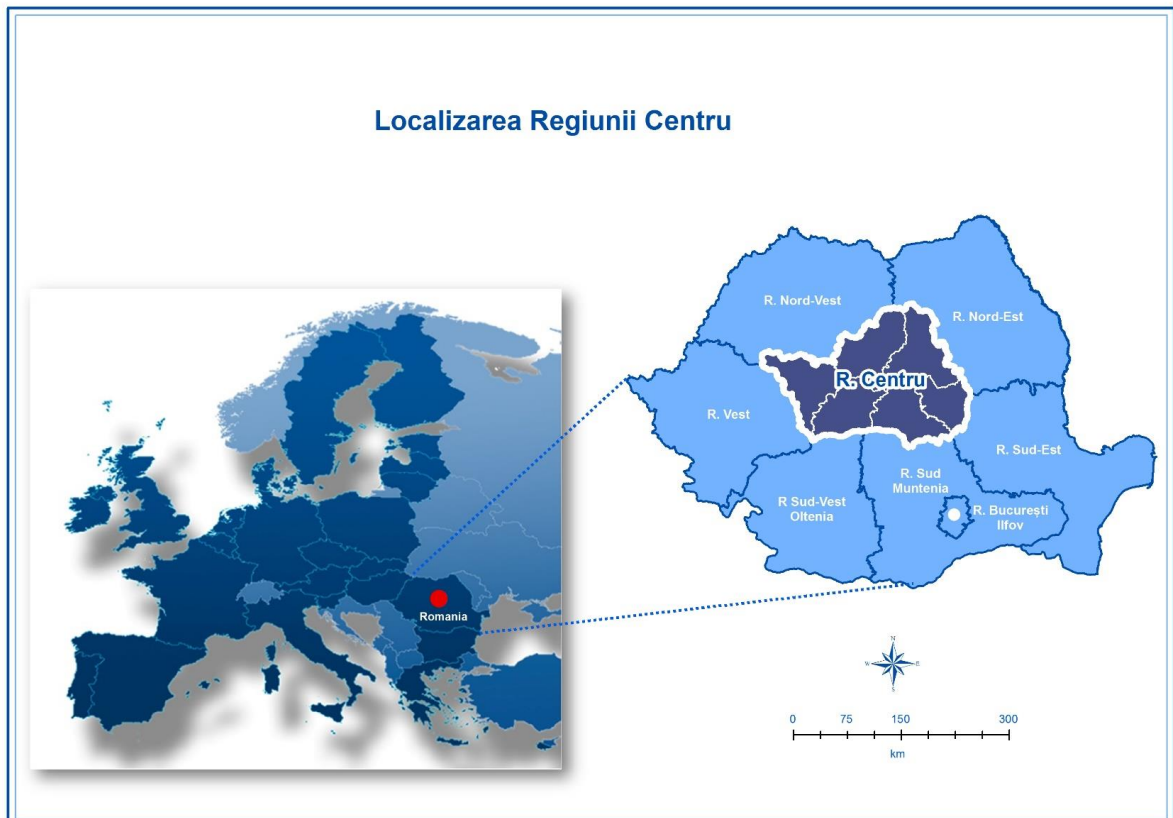 Localizarea Regiunii Centru
R. Nord-Vest
R. Nord-Est
R. Centru
R. Vest
R. Sud-Est
R. Sud
Muntenia
R Sud-Vest
Oltenia
R. București
Ilfov
Romania
N
W
E
S
0 75 150 300
km